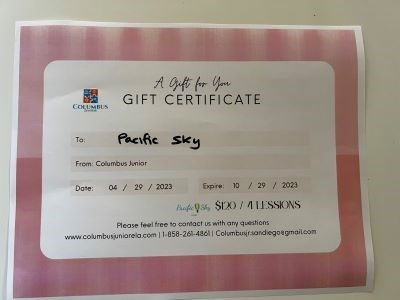 A Gift for You
COLUMBUS
GIFT CERTIFICATE
To: Pacific Sky
From: Columbus Junior
Date: 04 / 29 / 2023 Expire: 10 / 29 / 2023
Pacific Sky $120 / 4 LESSONS
Please feel free to contact us with any questions
www.columbusjuniorela.com | 1-858-261-4861 | Columbusjr.sandiego@gmail.com